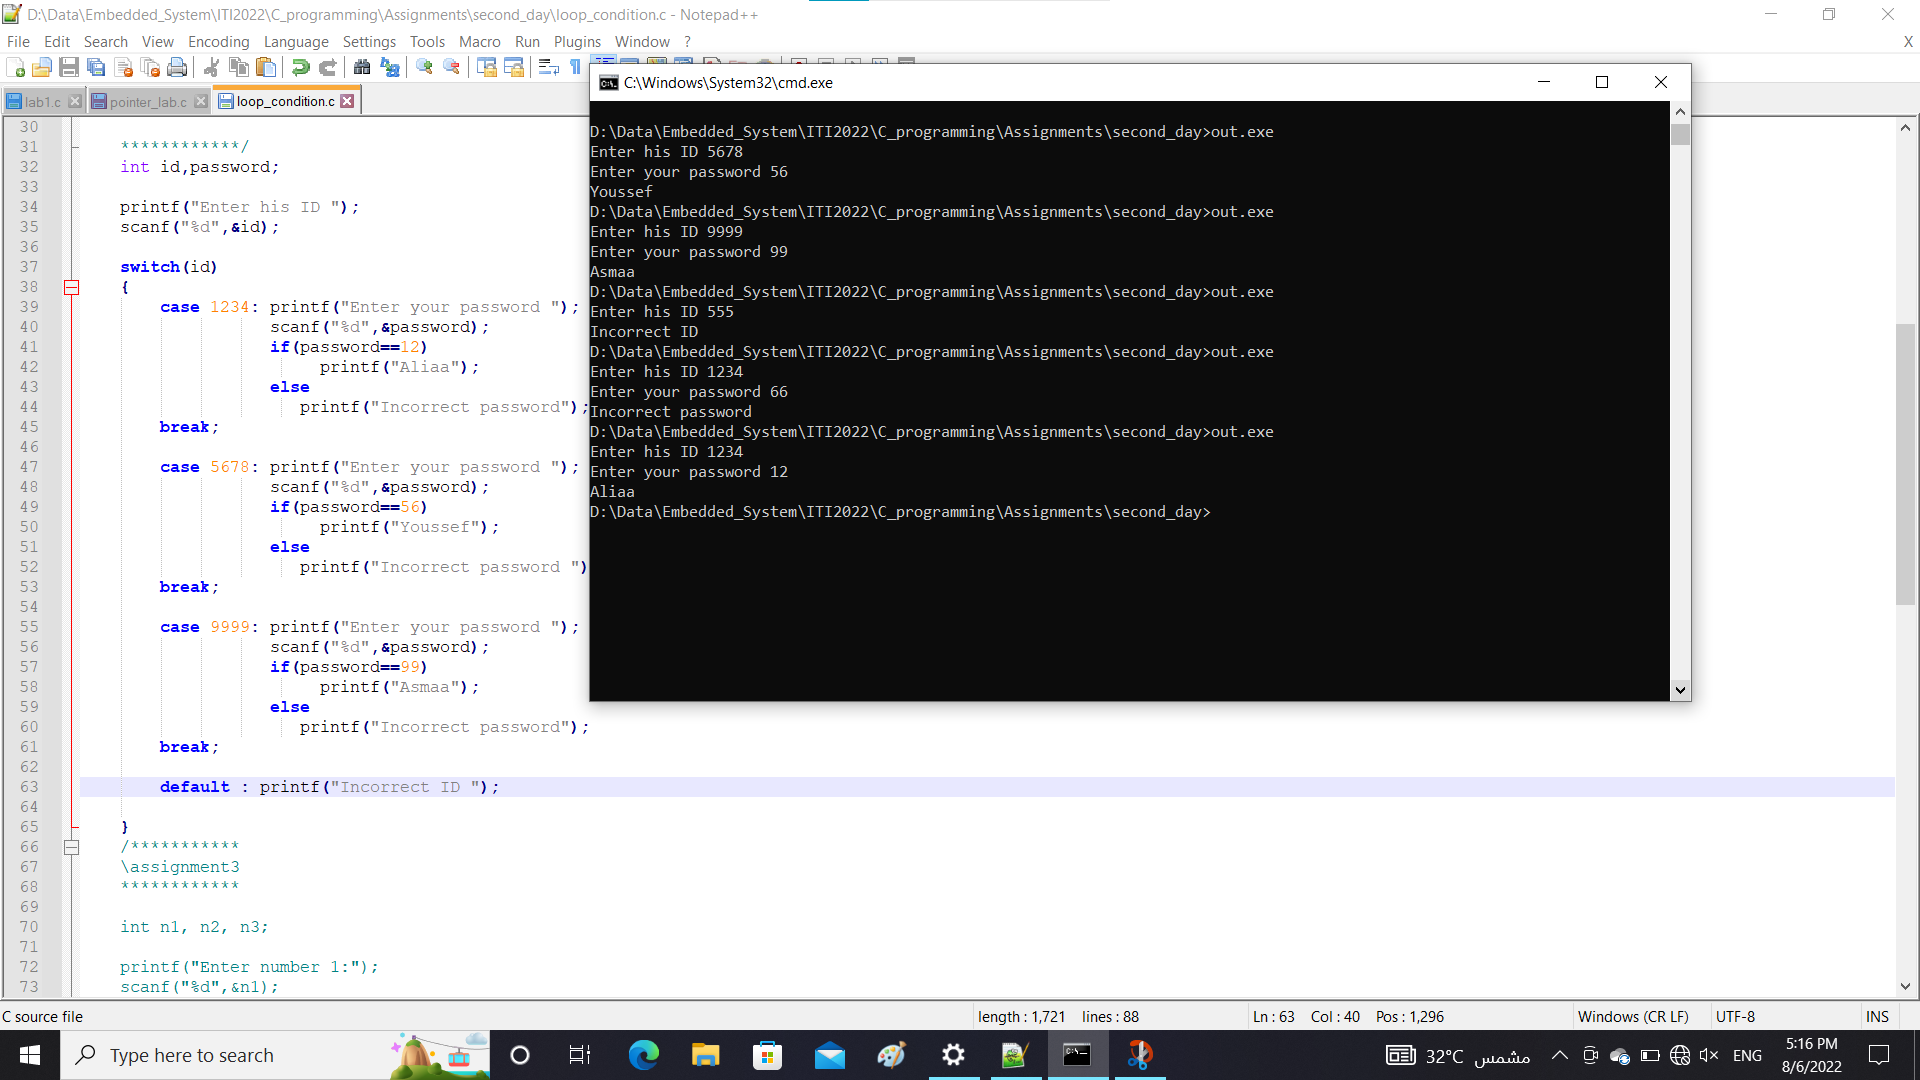 D:\Data\Embedded_System\ITI2022\C_programming\Assignments\second_day\loop_condition.c - Notepad++
File Edit Search View Encoding Language Settings Tools Macro Run Plugins Window ? X
lab1.c pointer_lab.c loop_condition.c
30
31 ************/
32 int id,password;
33
34 printf("Enter his ID ");
35 scanf("%d",&id);
36
37 switch(id)
38 {
39 case 1234: printf("Enter your password ");
40 scanf("%d",&password);
41 if(password==12)
42 printf("Aliaa");
43 else
44 printf("Incorrect password");
45 break;
46
47 case 5678: printf("Enter your password ");
48 scanf("%d",&password);
49 if(password==56)
50 printf("Youssef");
51 else
52 printf("Incorrect password ")
53 break;
54
55 case 9999: printf("Enter your password ");
56 scanf("%d",&password);
57 if(password==99)
58 printf("Asmaa");
59 else
60 printf("Incorrect password");
61 break;
62
63 default : printf("Incorrect ID ");
64
65 }
66 /***********
67 \assignment3
68 ************
69
70 int n1, n2, n3;
71
72 printf("Enter number 1:");
73 scanf("%d",&n1);
C:\Windows\System32\cmd.exe
D:\Data\Embedded_System\ITI2022\C_programming\Assignments\second_day>out.exe
Enter his ID 5678
Enter your password 56
Youssef
D:\Data\Embedded_System\ITI2022\C_programming\Assignments\second_day>out.exe
Enter his ID 9999
Enter your password 99
Asmaa
D:\Data\Embedded_System\ITI2022\C_programming\Assignments\second_day>out.exe
Enter his ID 555
Incorrect ID
D:\Data\Embedded_System\ITI2022\C_programming\Assignments\second_day>out.exe
Enter his ID 1234
Enter your password 66
Incorrect password
D:\Data\Embedded_System\ITI2022\C_programming\Assignments\second_day>out.exe
Enter his ID 1234
Enter your password 12
Aliaa
D:\Data\Embedded_System\ITI2022\C_programming\Assignments\second_day>
C source file length : 1,721 lines : 88 Ln : 63 Col : 40 Pos : 1,296 Windows (CR LF) UTF-8 INS
Type here to search 32°C مشمس ENG 5:16 PM
8/6/2022